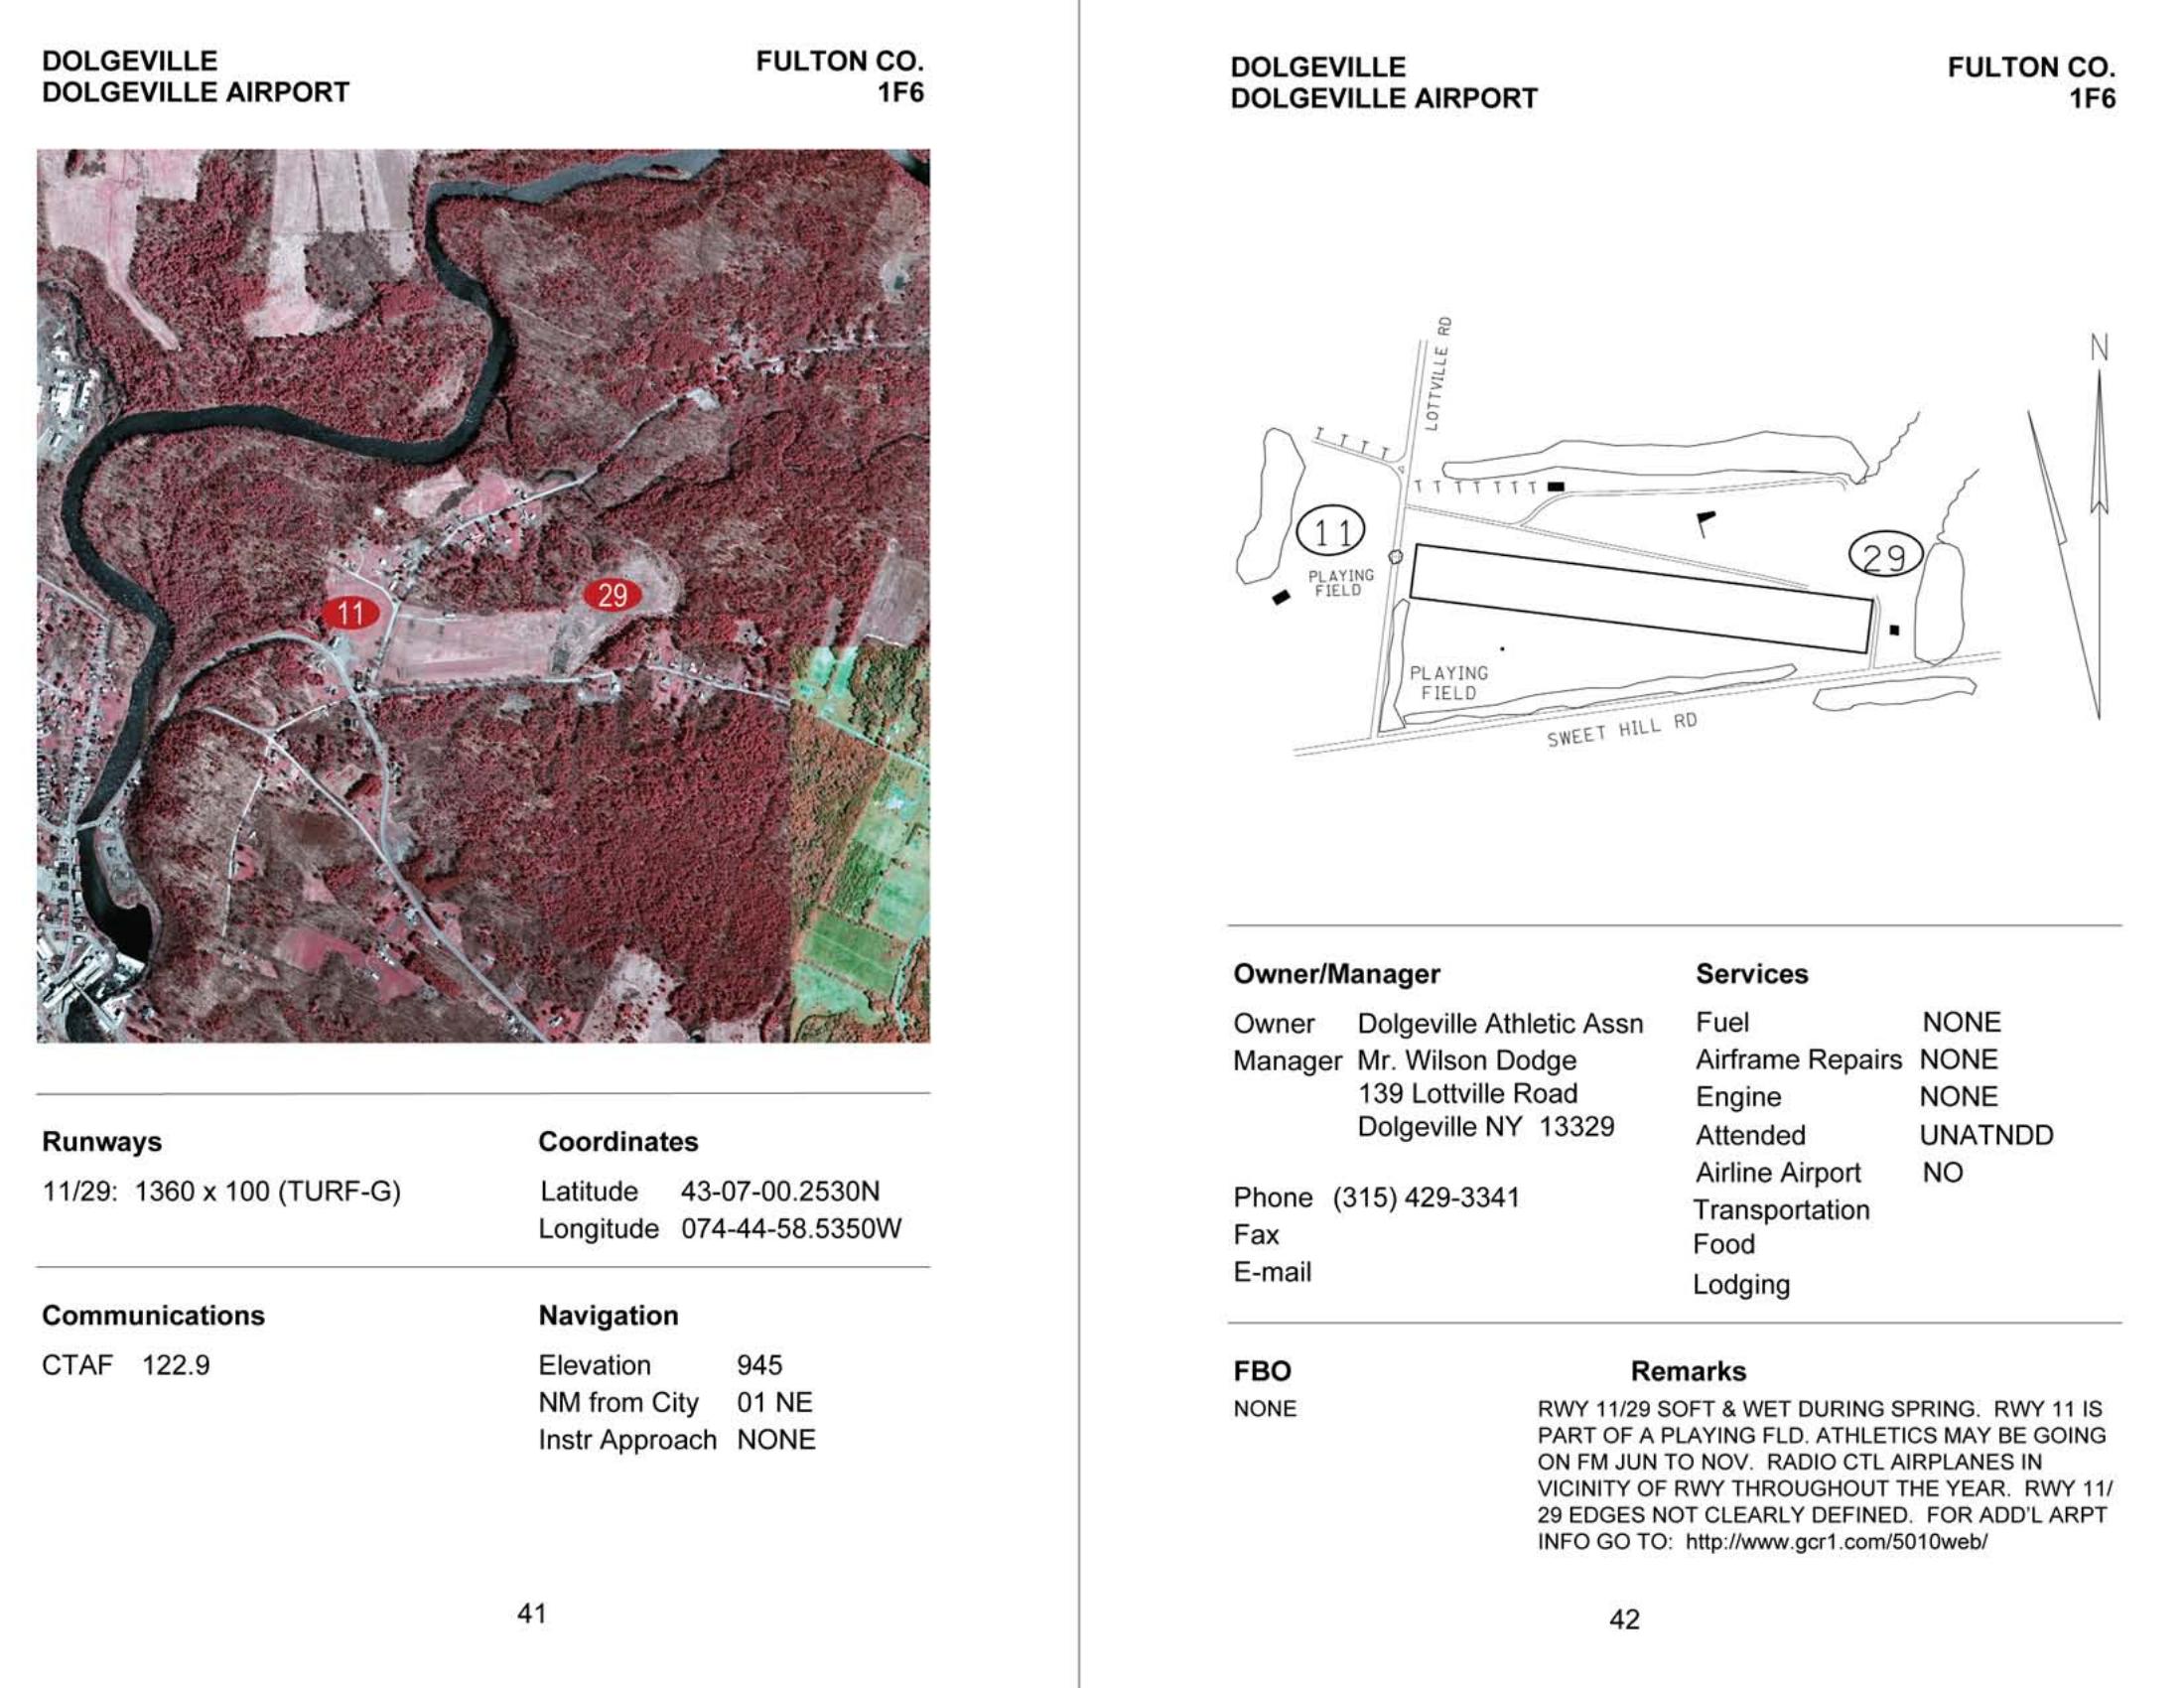 DOLGEVILLE
DOLGEVILLE AIRPORT
FULTON CO.
1F6
11
29
Runways
11/29: 1360 x 100 (TURF-G)
Coordinates
Latitude 43-07-00.2530N
Longitude 074-44-58.5350W
Communications
CTAF 122.9
Navigation
Elevation 945
NM from City 01 NE
Instr Approach NONE
41
DOLGEVILLE
DOLGEVILLE AIRPORT
FULTON CO.
1F6
LOTTVILLE RD
N
T T T T
T T T T T T T
11
29
PLAYING
FIELD
PLAYING
FIELD
SWEET HILL RD
Owner/Manager
Owner Dolgeville Athletic Assn
Manager Mr. Wilson Dodge
139 Lottville Road
Dolgeville NY 13329
Phone (315) 429-3341
Fax
E-mail
Services
Fuel NONE
Airframe Repairs NONE
Engine NONE
Attended UNATNDD
Airline Airport NO
Transportation
Food
Lodging
FBO
NONE
Remarks
RWY 11/29 SOFT & WET DURING SPRING. RWY 11 IS
PART OF A PLAYING FLD. ATHLETICS MAY BE GOING
ON FM JUN TO NOV. RADIO CTL AIRPLANES IN
VICINITY OF RWY THROUGHOUT THE YEAR. RWY 11/
29 EDGES NOT CLEARLY DEFINED. FOR ADD'L ARPT
INFO GO TO: http://www.gcr1.com/5010web/
42